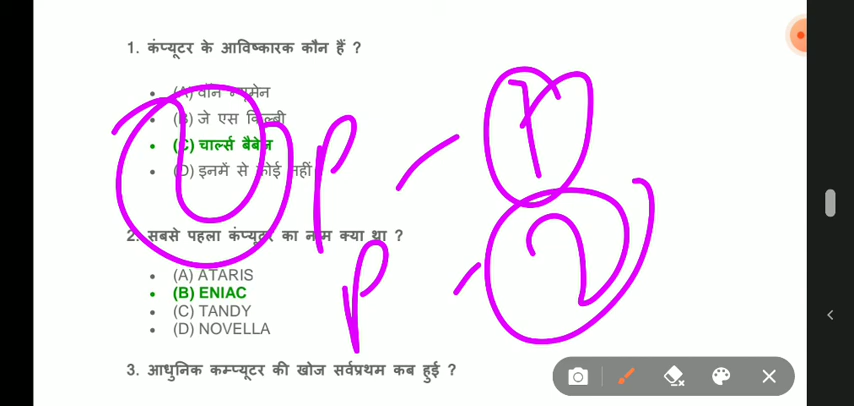 1. कंप्यूटर के आविष्कारक कौन हैं ?
(A) वॉन न्यूमेन
(B) जे एस किल्बी
(C) चार्ल्स बैबेज
(D) इनमें से कोई नहीं
2. सबसे पहला कंप्यूटर का नाम क्या था ?
(A) ATARIS
(B) ENIAC
(C) TANDY
(D) NOVELLA
3. आधुनिक कम्प्यूटर की खोज सर्वप्रथम कब हुई ?